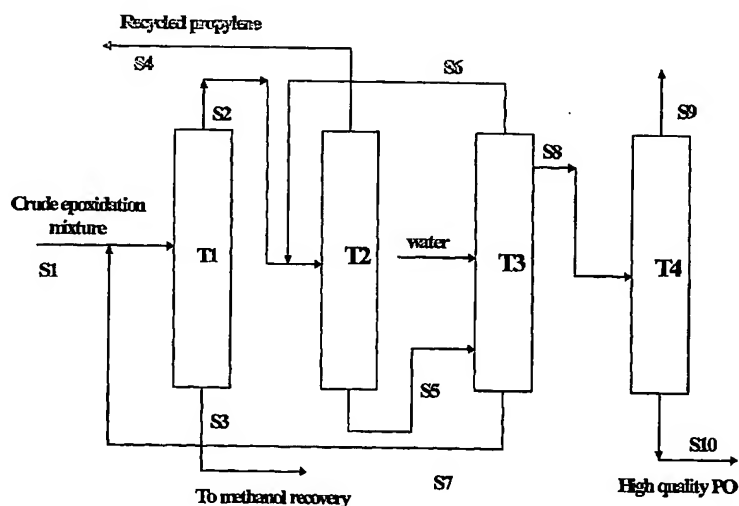 Recycled propylene
S4
S6
S2
S9
S8
Crude epoxidation
mixture
S1
T1
T2
water
T3
T4
S5
S3
S7
To methanol recovery
S10
High quality PO